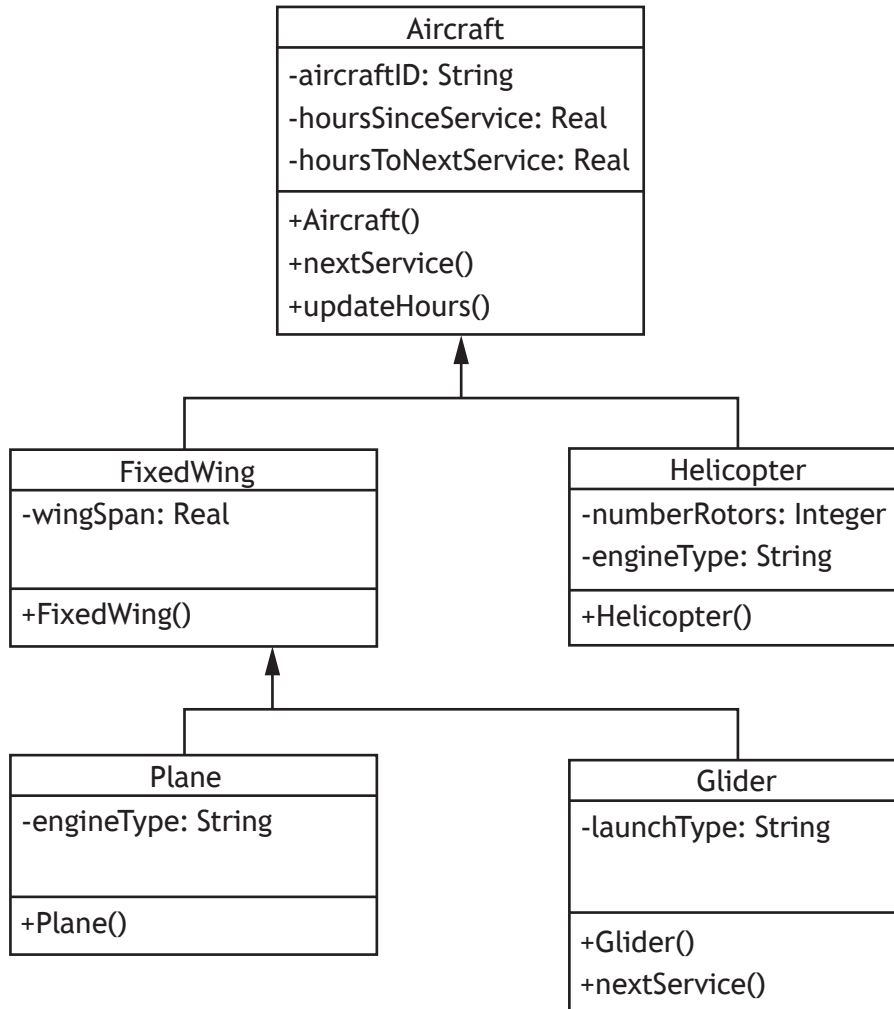 Aircraft
-aircraftID: String
-hoursSinceService: Real
-hoursToNextService: Real
+Aircraft()
+nextService()
+updateHours()
FixedWing
-wingSpan: Real
+FixedWing()
Helicopter
-numberRotors: Integer
-engineType: String
+Helicopter()
Plane
-engineType: String
+Plane()
Glider
-launchType: String
+Glider()
+nextService()